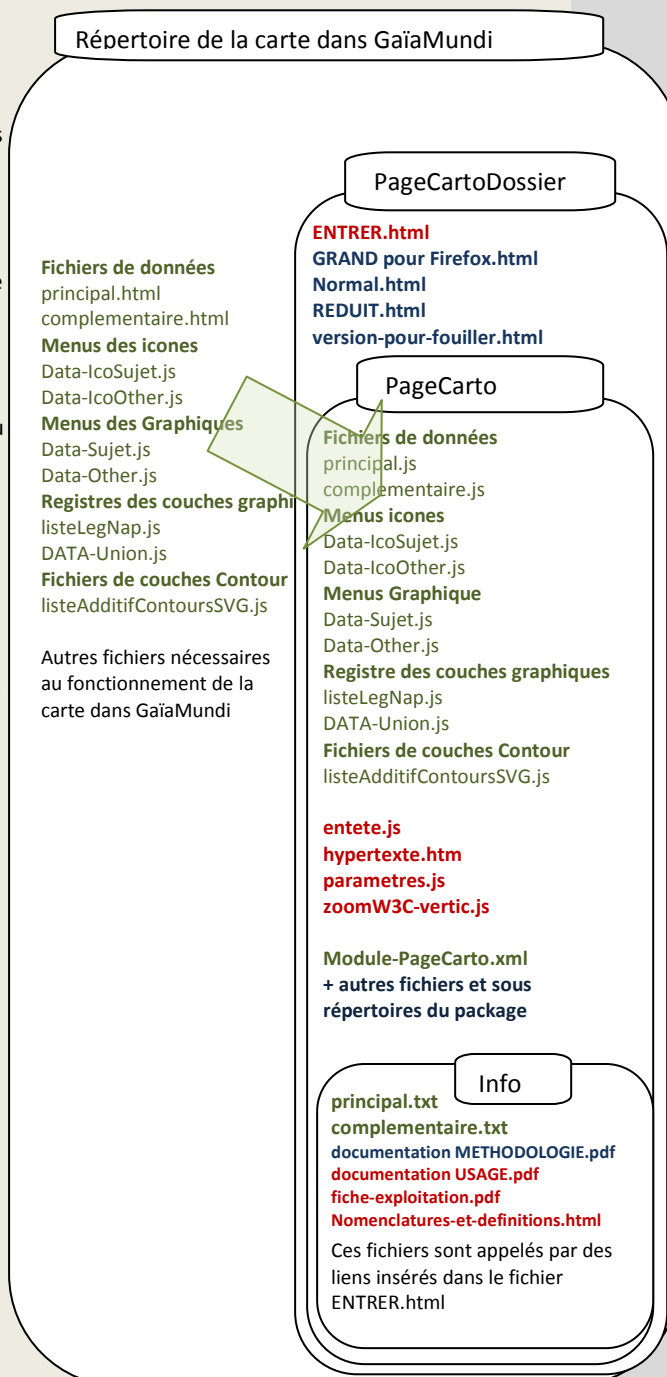 Répertoire de la carte dans GaïaMundi
PageCartoDossier
ENTRER.html
GRAND pour Firefox.html
Normal.html
REDUIT.html
version-pour-fouiller.html
Fichiers de données
principal.html
complementaire.html
Menus des icones
Data-IcoSujet.js
Data-IcoOther.js
Menus des Graphiques
Data-Sujet.js
Data-Other.js
Registres des couches graphi
listeLegNap.js
DATA-Union.js
Fichiers de couches Contour
listeAdditifContoursSVG.js
Autres fichiers nécessaires
au fonctionnement de la
carte dans GaïaMundi
PageCarto
Fichiers de données
principal.js
complementaire.js
Menus icones
Data-IcoSujet.js
Data-IcoOther.js
Menus Graphique
Data-Sujet.js
Data-Other.js
Registre des couches graphiques
listeLegNap.js
DATA-Union.js
Fichiers de couches Contour
listeAdditifContoursSVG.js
entete.js
hypertexte.htm
parametres.js
zoomW3C-vertic.js
Module-PageCarto.xml
+ autres fichiers et sous
répertoires du package
Info
principal.txt
complementaire.txt
documentation METHODOLOGIE.pdf
documentation USAGE.pdf
fiche-exploitation.pdf
Nomenclatures-et-definitions.html
Ces fichiers sont appelés par des
liens insérés dans le fichier
ENTRER.html